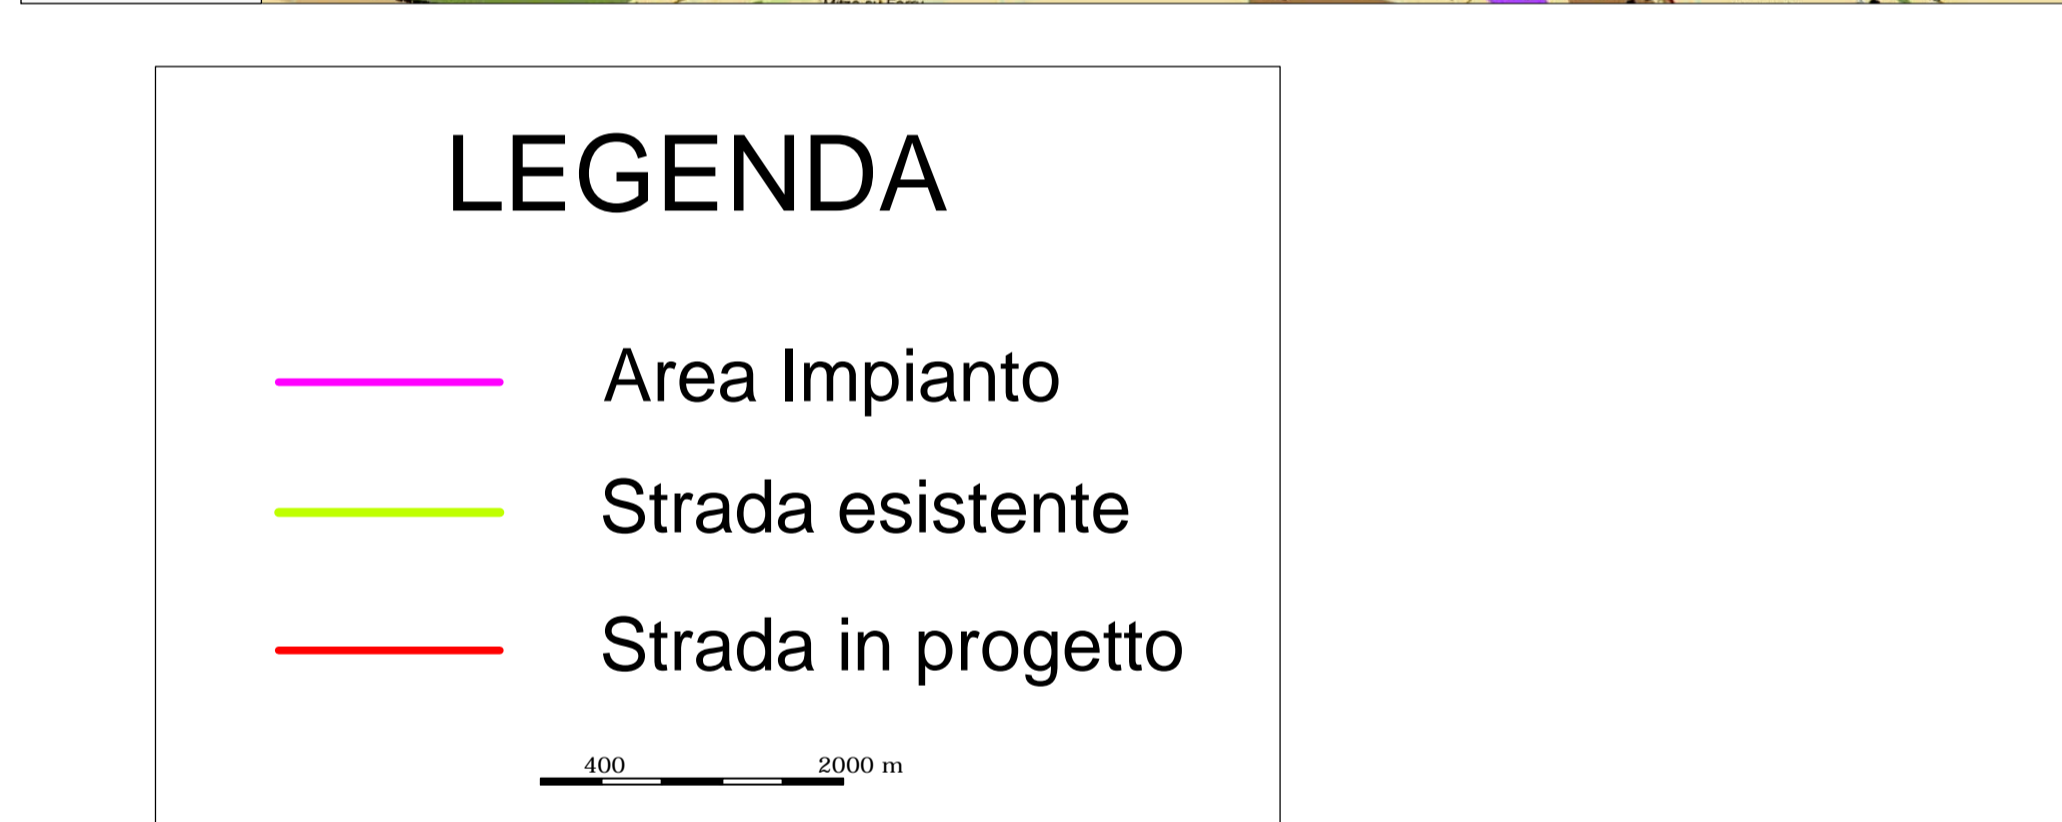 LEGENDA
Area Impianto
Strada esistente
Strada in progetto
400 2000 m